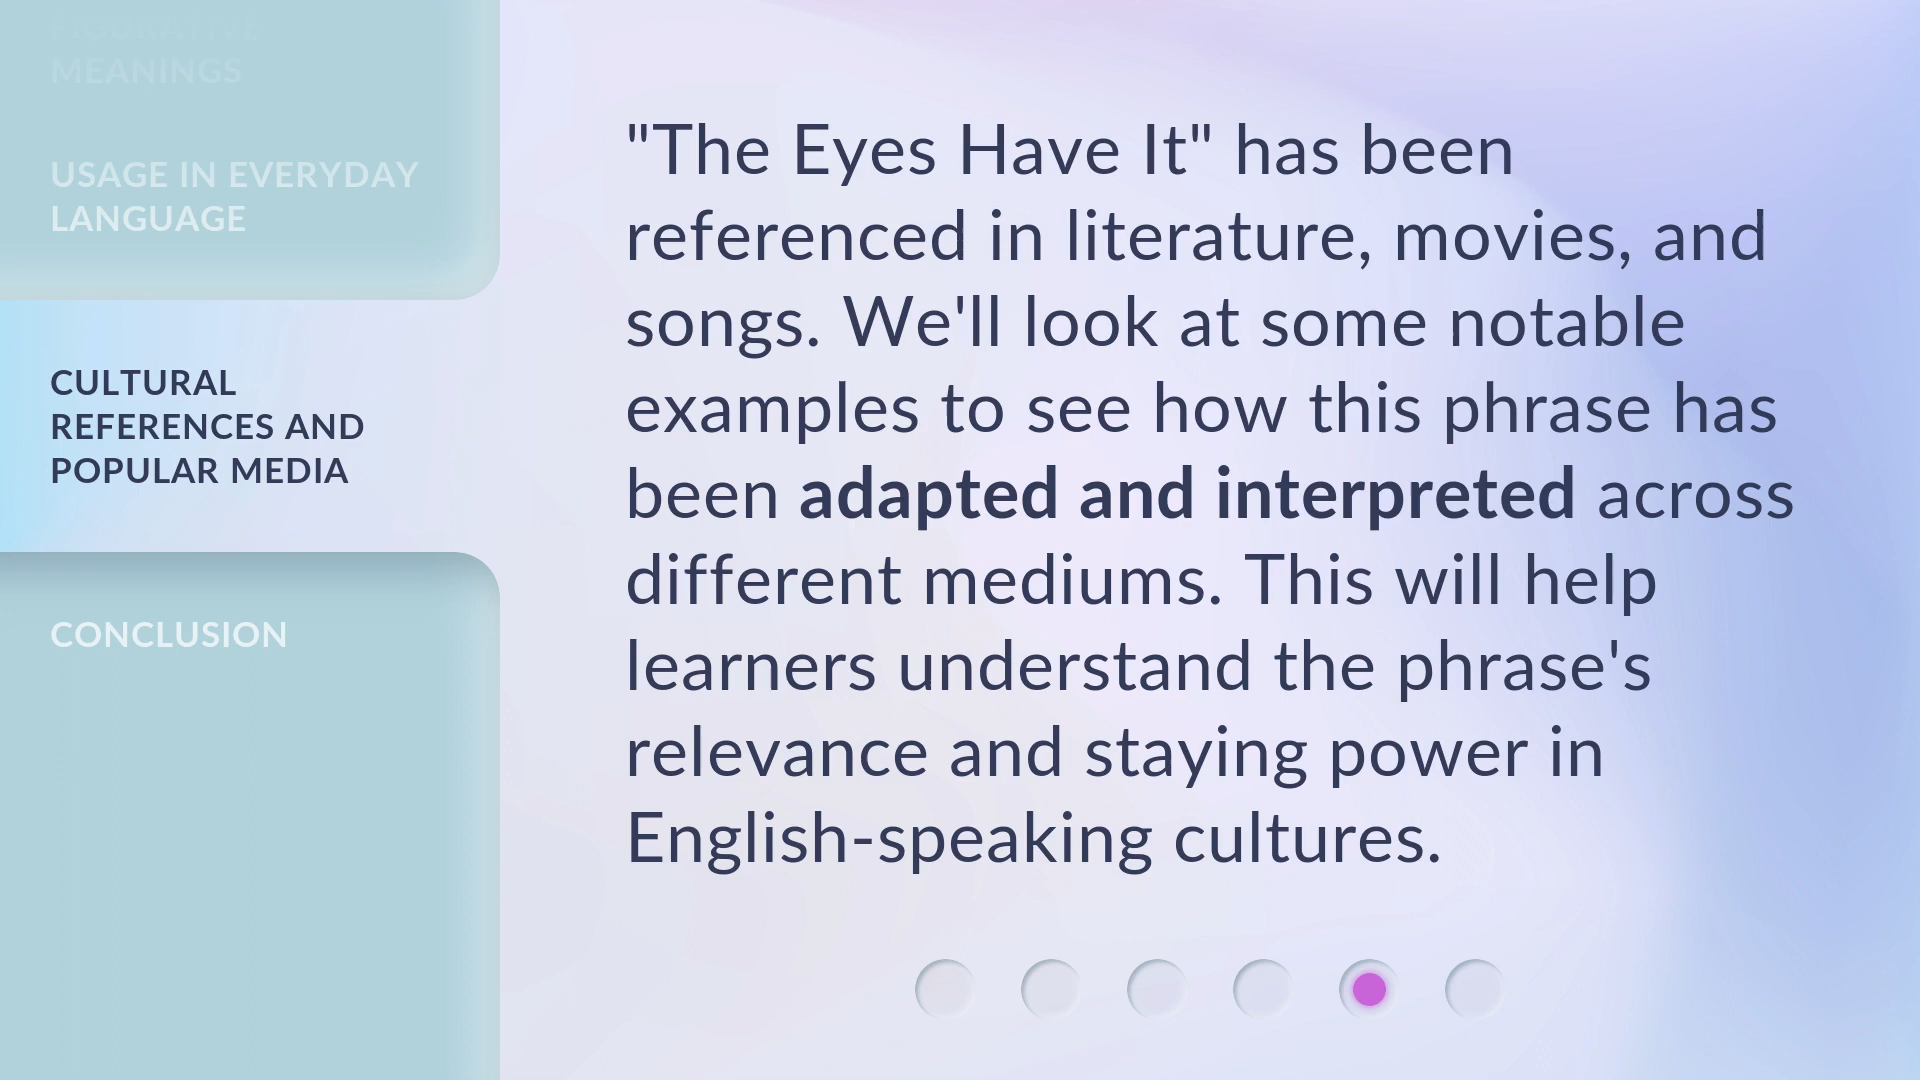 FIGURATIVE
MEANINGS
USAGE IN EVERYDAY
LANGUAGE
CULTURAL
REFERENCES AND
POPULAR MEDIA
CONCLUSION
"The Eyes Have It" has been
referenced in literature, movies, and
songs. We'll look at some notable
examples to see how this phrase has
been adapted and interpreted across
different mediums. This will help
learners understand the phrase's
relevance and staying power in
English-speaking cultures.